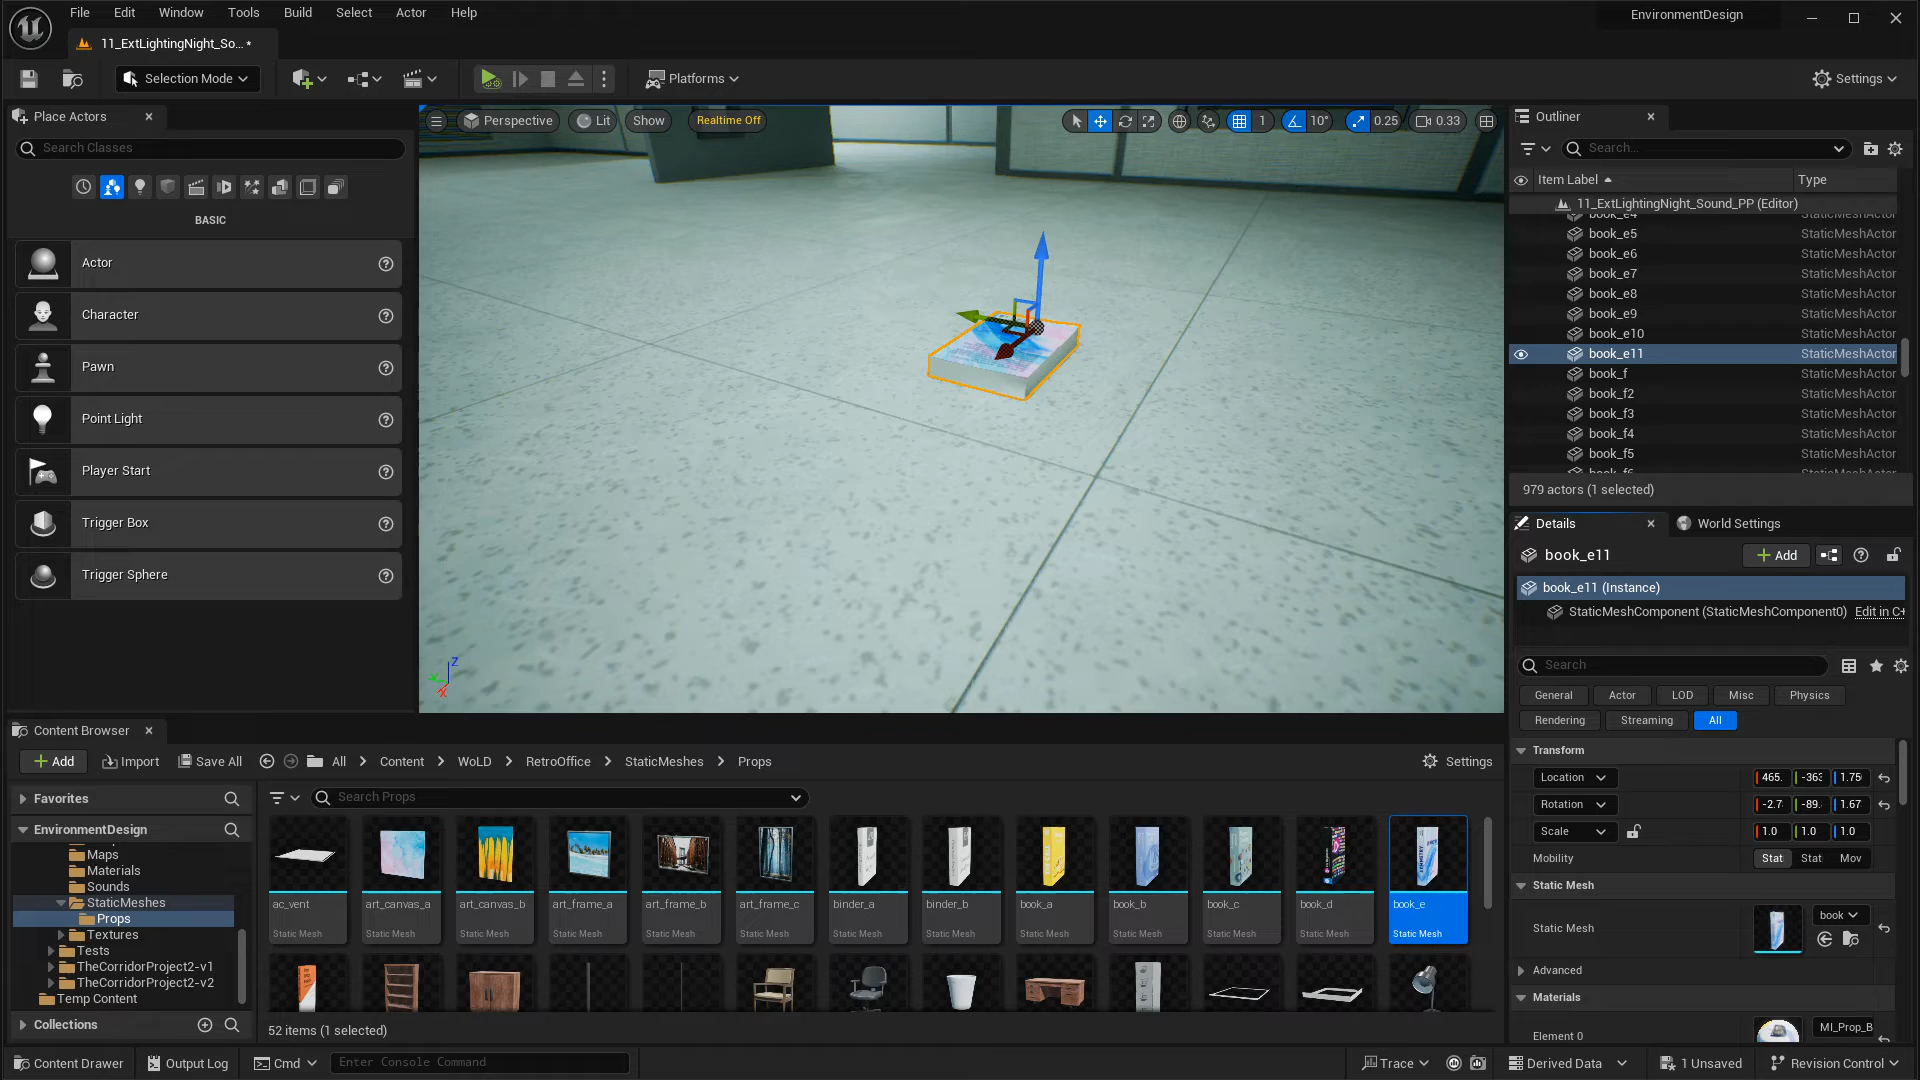 File Edit Window Tools Build Select Actor Help
EnvironmentDesign
11_ExtLightingNight_So... •
Selection Mode
Platforms
Settings
Place Actors
Search Classes
BASIC
Actor
Character
Pawn
Point Light
Player Start
Trigger Box
Trigger Sphere
Perspective Lit Show Realtime Off
1 10° 0.25 0.33
Outliner
Search...
Item Label Type
11_ExtLightingNight_Sound_PP (Editor)
book_e4 StaticMeshActor
book_e5 StaticMeshActor
book_e6 StaticMeshActor
book_e7 StaticMeshActor
book_e8 StaticMeshActor
book_e9 StaticMeshActor
book_e10 StaticMeshActor
book_e11 StaticMeshActor
book_f StaticMeshActor
book_f2 StaticMeshActor
book_f3 StaticMeshActor
book_f4 StaticMeshActor
book_f5 StaticMeshActor
book_f6 StaticMeshActor
979 actors (1 selected)
Details World Settings
book_e11
Add
book_e11 (Instance)
StaticMeshComponent (StaticMeshComponent0) Edit in C+
Search
General Actor LOD Misc Physics
Rendering Streaming All
Transform
Location 465. -363 1.75
Rotation -2.7 -89. 1.67
Scale 1.0 1.0 1.0
Mobility Stat Stat Mov
Static Mesh
Static Mesh book
Advanced
Materials
Element 0 MI_Prop_B
X Z
Content Browser
Add Import Save All All > Content > WoLD > RetroOffice > StaticMeshes > Props Settings
Favorites
EnvironmentDesign
Maps
Materials
Sounds
StaticMeshes
Props
Textures
Tests
TheCorridorProject2-v1
TheCorridorProject2-v2
Temp Content
Collections
Search Props
ac_vent art_canvas_a art_canvas_b art_frame_a art_frame_b art_frame_c binder_a binder_b book_a book_b book_c book_d book_e
Static Mesh Static Mesh Static Mesh Static Mesh Static Mesh Static Mesh Static Mesh Static Mesh Static Mesh Static Mesh Static Mesh Static Mesh Static Mesh
52 items (1 selected)
Content Drawer Output Log Cmd Enter Console Command
Trace Derived Data 1 Unsaved Revision Control